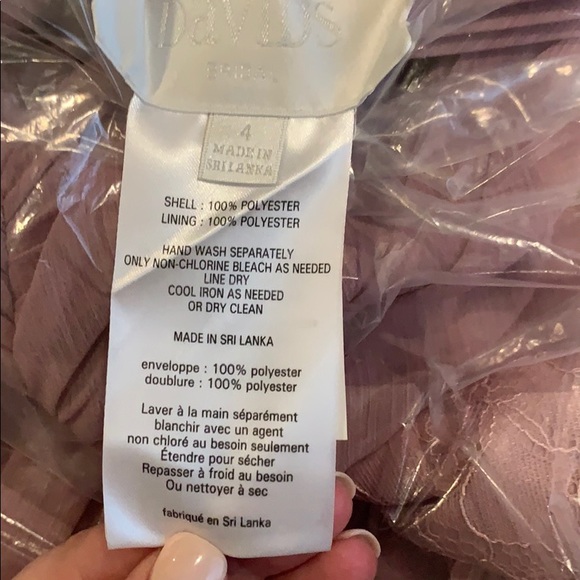 DAVID'S
BRIDAL
4
MADE IN
SRI LANKA
SHELL : 100% POLYESTER
LINING : 100% POLYESTER
HAND WASH SEPARATELY
ONLY NON-CHLORINE BLEACH AS NEEDED
LINE DRY
COOL IRON AS NEEDED
OR DRY CLEAN
MADE IN SRI LANKA
enveloppe : 100% polyester
doublure : 100% polyester
Laver à la main séparément
blanchir avec un agent
non chloré au besoin seulement
Étendre pour sécher
Repasser à froid au besoin
Ou nettoyer à sec
fabriqué en Sri Lanka